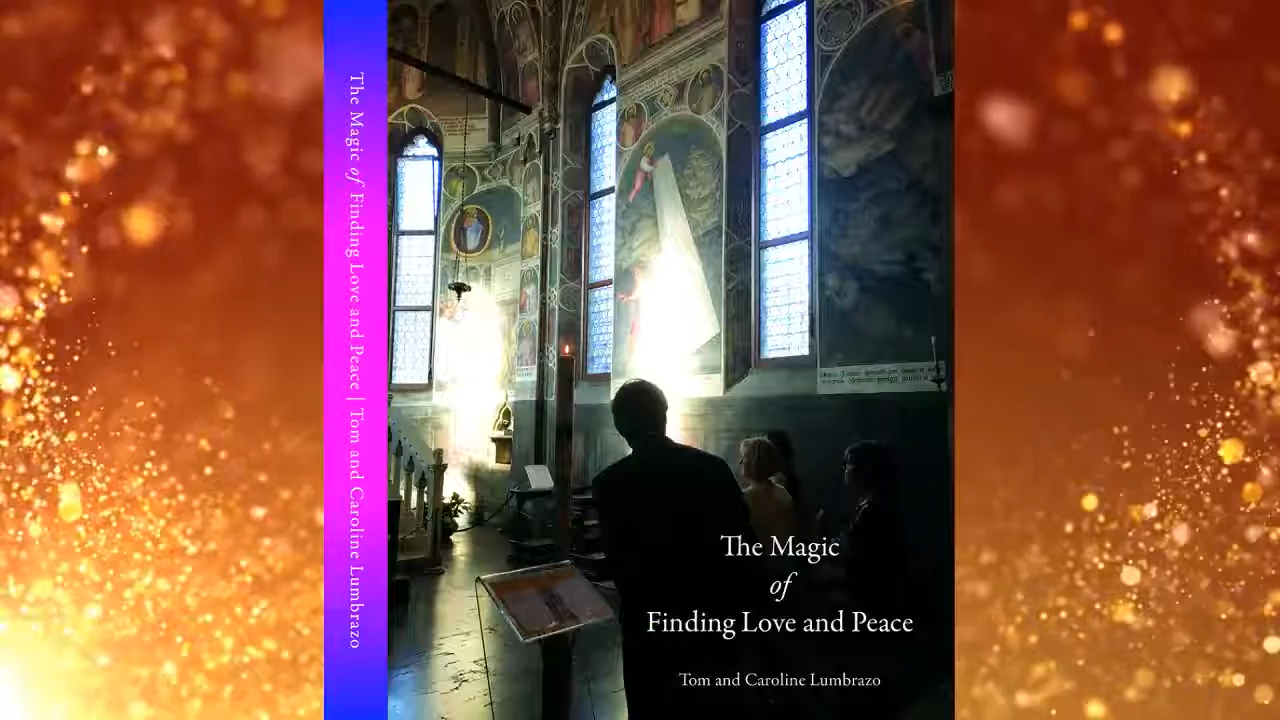 The Magic of Finding Love and Peace | Tom and Caroline Lumbrazo
The Magic
of
Finding Love and Peace
Tom and Caroline Lumbrazo